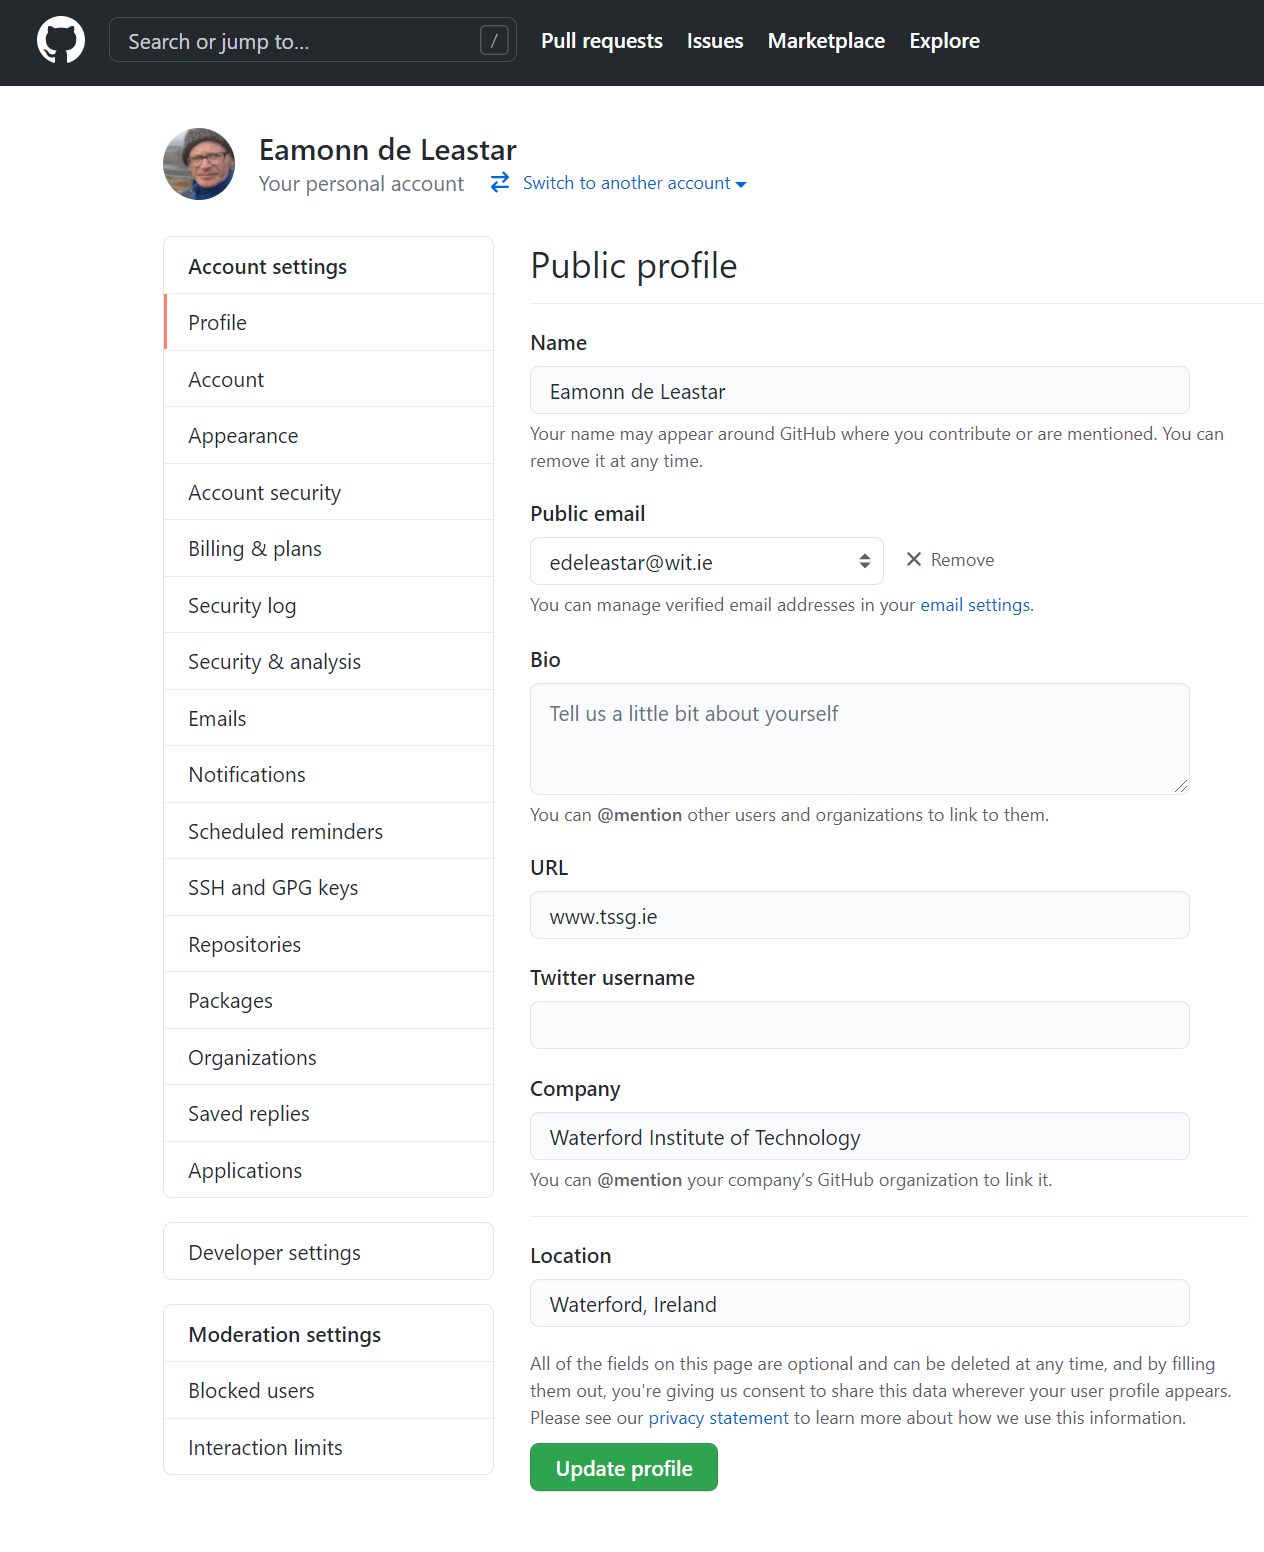 Search or jump to... /
Pull requests Issues Marketplace Explore
Eamonn de Leastar
Your personal account Switch to another account
Account settings
Profile
Account
Appearance
Account security
Billing & plans
Security log
Security & analysis
Emails
Notifications
Scheduled reminders
SSH and GPG keys
Repositories
Packages
Organizations
Saved replies
Applications
Developer settings
Moderation settings
Blocked users
Interaction limits
Public profile
Name
Eamonn de Leastar
Your name may appear around GitHub where you contribute or are mentioned. You can
remove it at any time.
Public email
edeleastar@wit.ie
Remove
You can manage verified email addresses in your email settings.
Bio
Tell us a little bit about yourself
You can @mention other users and organizations to link to them.
URL
www.tssg.ie
Twitter username
Company
Waterford Institute of Technology
You can @mention your company’s GitHub organization to link it.
Location
Waterford, Ireland
All of the fields on this page are optional and can be deleted at any time, and by filling
them out, you're giving us consent to share this data wherever your user profile appears.
Please see our privacy statement to learn more about how we use this information.
Update profile